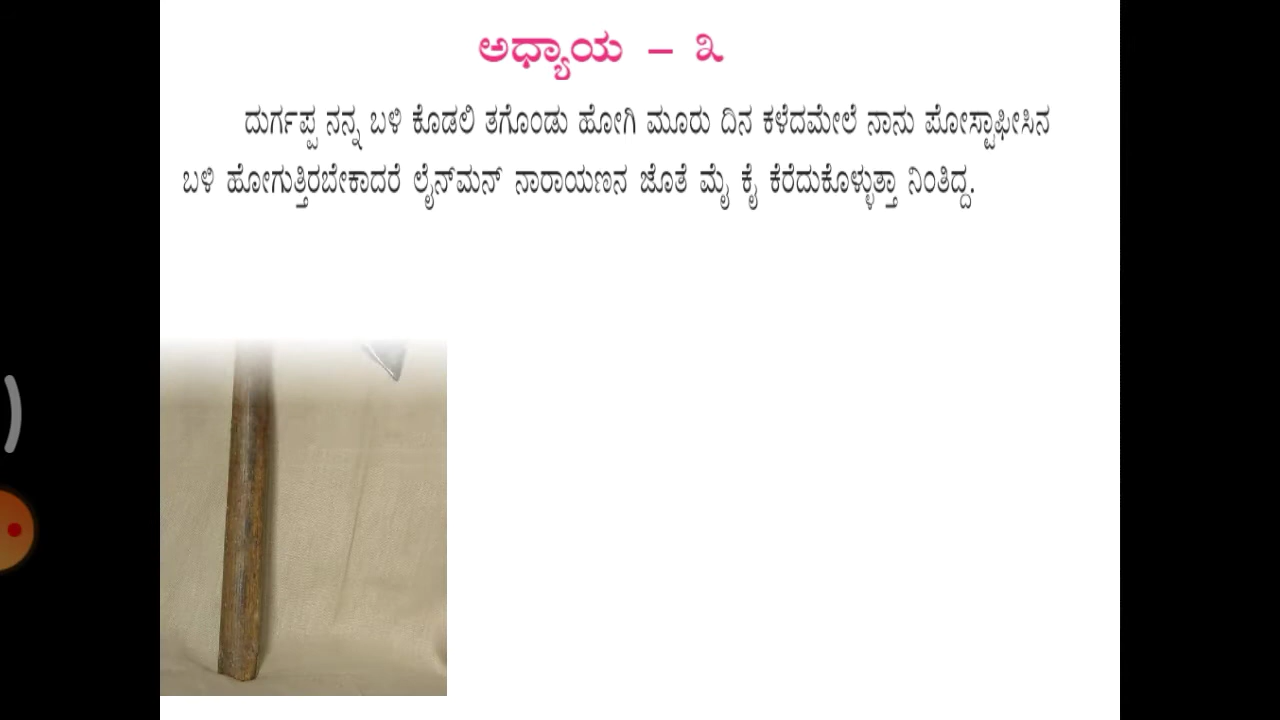 ಅಧ್ಯಾಯ – ೩
ದುರ್ಗಪ್ಪ ನನ್ನ ಬಳಿ ಕೊಡಲಿ ತಗೊಂಡು ಹೋಗಿ ಮೂರು ದಿನ ಕಳೆದಮೇಲೆ ನಾನು ಪೋಸ್ಟಾಫೀಸಿನ
ಬಳಿ ಹೋಗುತ್ತಿರಬೇಕಾದರೆ ಲೈನ್‌ಮನ್ ನಾರಾಯಣನ ಜೊತೆ ಮೈ ಕೈ ಕೆರೆದುಕೊಳ್ಳುತ್ತಾ ನಿಂತಿದ್ದ.